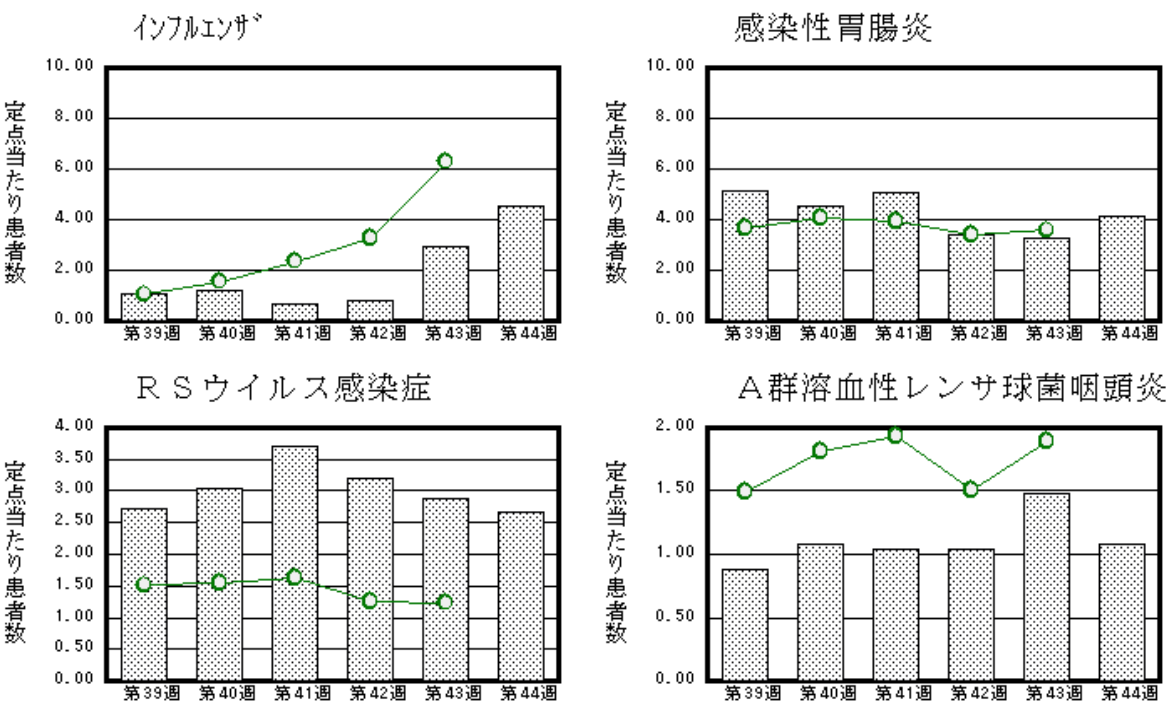 ｲﾝﾌﾙｴﾝｻﾞ
定点当たり患者数
10.00
8.00
6.00
4.00
2.00
0.00
第39週 第40週 第41週 第42週 第43週 第44週
感染性胃腸炎
定点当たり患者数
10.00
8.00
6.00
4.00
2.00
0.00
第39週 第40週 第41週 第42週 第43週 第44週
ＲＳウイルス感染症
定点当たり患者数
4.00
3.50
3.00
2.50
2.00
1.50
1.00
0.50
0.00
第39週 第40週 第41週 第42週 第43週 第44週
Ａ群溶血性レンサ球菌咽頭炎
定点当たり患者数
2.00
1.50
1.00
0.50
0.00
第39週 第40週 第41週 第42週 第43週 第44週